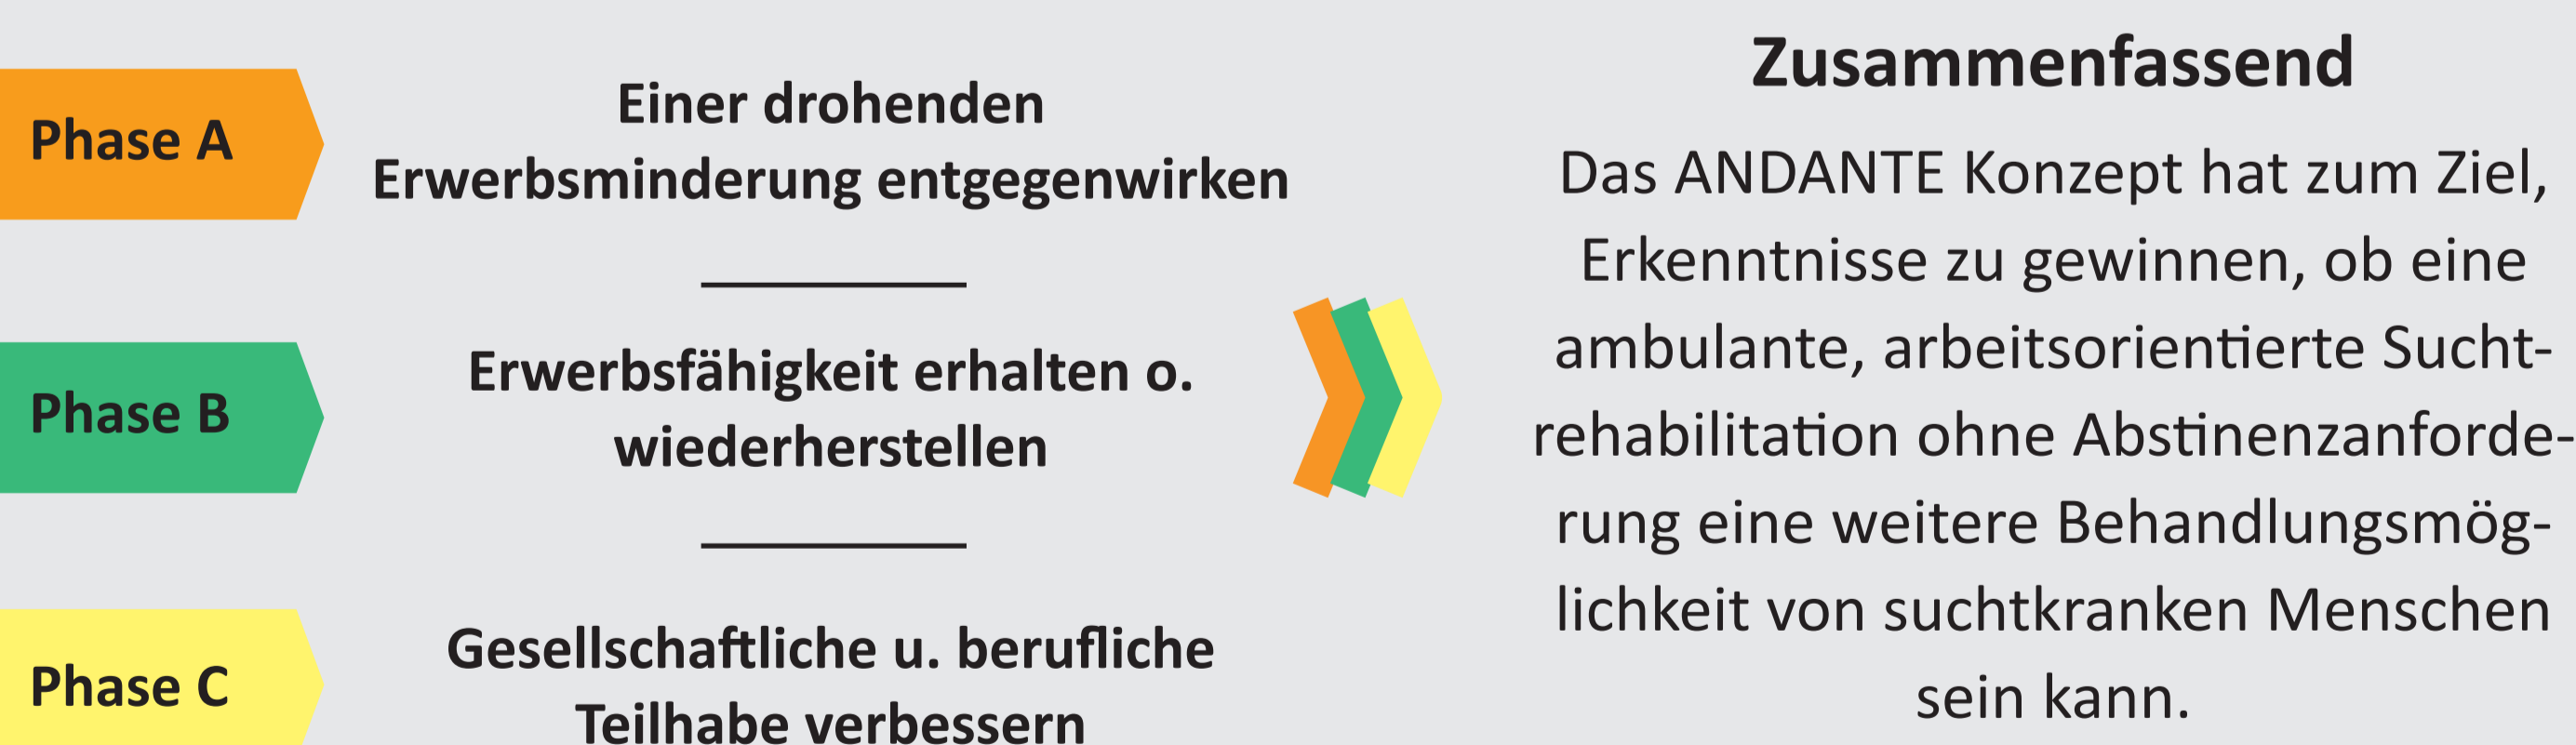 Phase A
Einer drohenden
Erwerbsminderung entgegenwirken
Phase B
Erwerbsfähigkeit erhalten o.
wiederherstellen
Phase C
Gesellschaftliche u. berufliche
Teilhabe verbessern
Zusammenfassend
Das ANDANTE Konzept hat zum Ziel,
Erkenntnisse zu gewinnen, ob eine
ambulante, arbeitsorientierte Sucht-
rehabilitation ohne Abstinenzanforde-
rung eine weitere Behandlungsmög-
lichkeit von suchtkranken Menschen
sein kann.